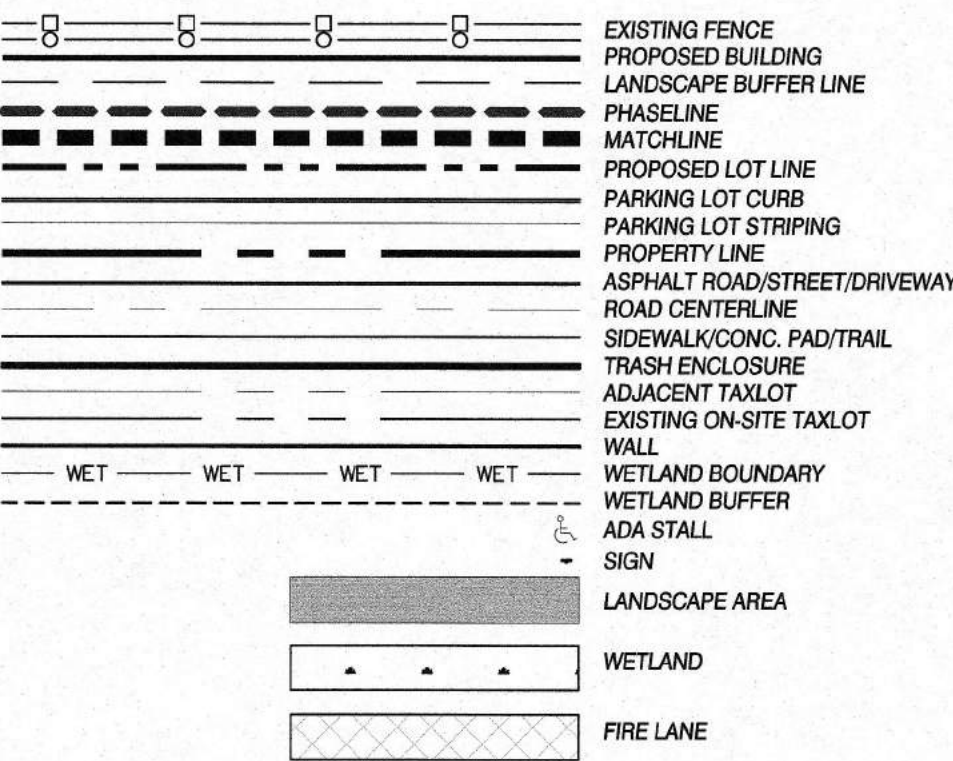 EXISTING FENCE
PROPOSED BUILDING
LANDSCAPE BUFFER LINE
PHASELINE
MATCHLINE
PROPOSED LOT LINE
PARKING LOT CURB
PARKING LOT STRIPING
PROPERTY LINE
ASPHALT ROAD/STREET/DRIVEWAY
ROAD CENTERLINE
SIDEWALK/CONC. PAD/TRAIL
TRASH ENCLOSURE
ADJACENT TAXLOT
EXISTING ON-SITE TAXLOT
WALL
WET WET WET WET WETLAND BOUNDARY
WETLAND BUFFER
ADA STALL
SIGN
LANDSCAPE AREA
WETLAND
FIRE LANE